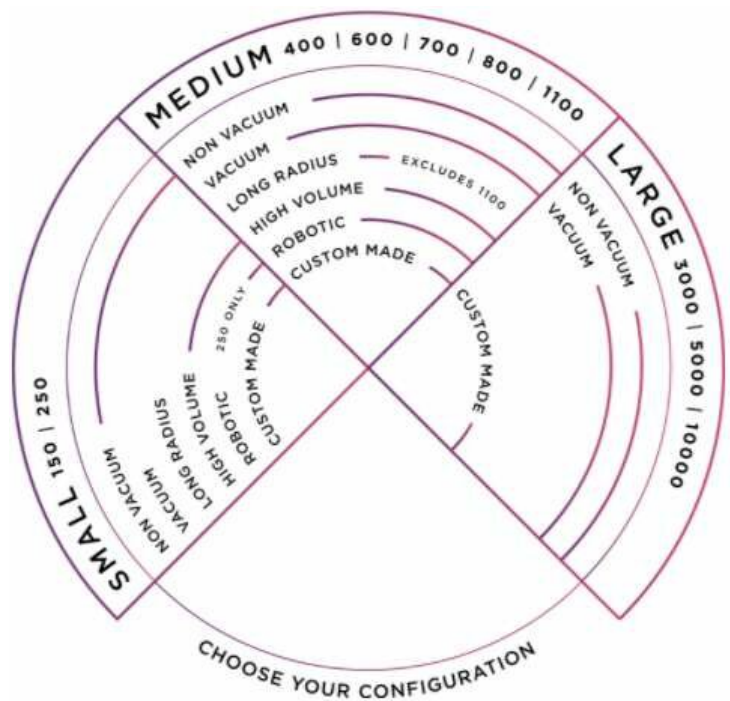 MEDIUM 400 | 600 | 700 | 800 | 1100
NON VACUUM
VACUUM
LONG RADIUS EXCLUDES 1100
HIGH VOLUME
ROBOTIC
CUSTOM MADE
LARGE 3000 | 5000 | 10000
NON VACUUM
VACUUM
CUSTOM MADE
SMALL 150 | 250
NON VACUUM
VACUUM
LONG RADIUS
HIGH VOLUME
ROBOTIC 250 ONLY
CUSTOM MADE
CHOOSE YOUR CONFIGURATION